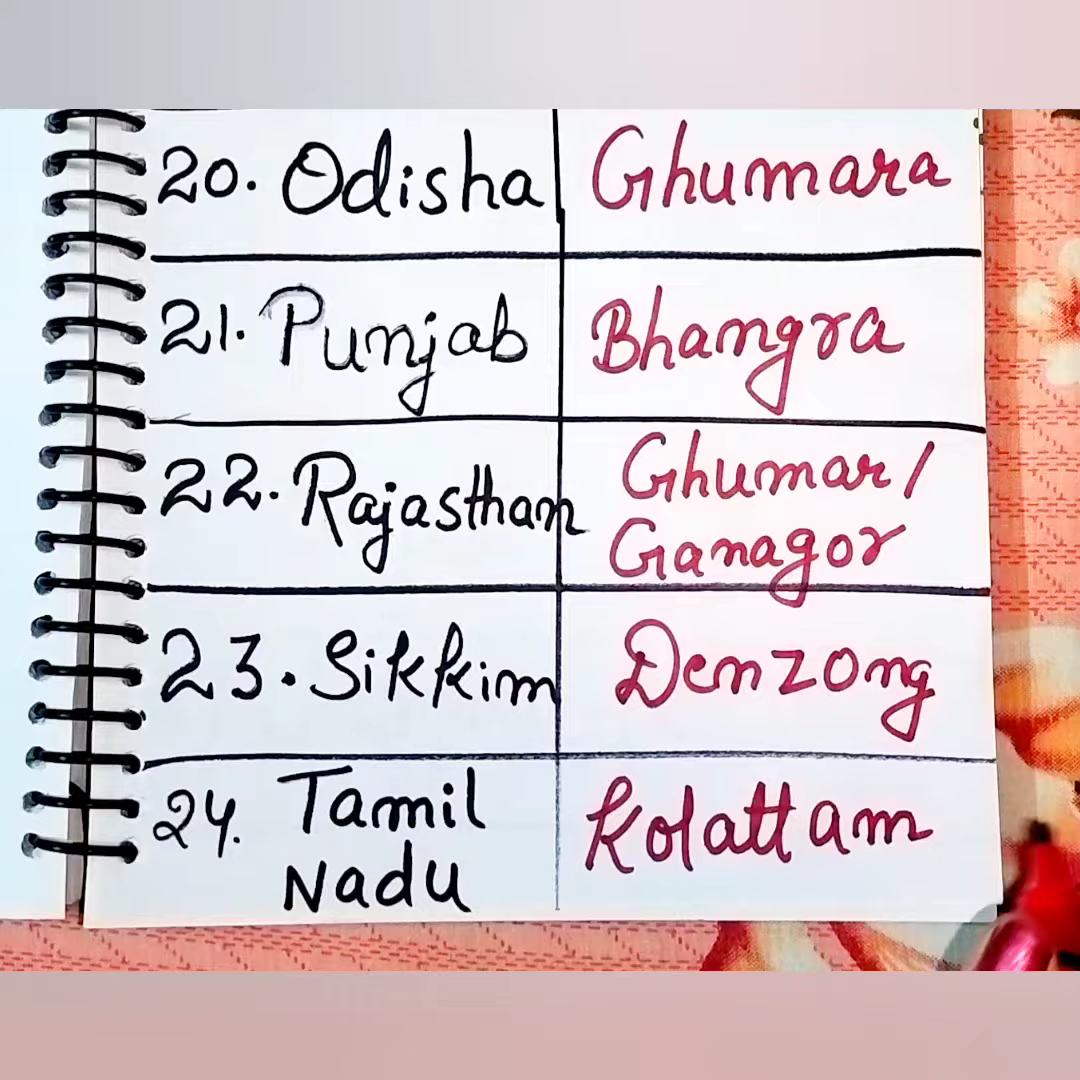 20. Odisha Ghumara
21. Punjab Bhangra
22. Rajasthan Ghumar/
Ganagor
23. Sikkim Denzong
24. Tamil Kolattam
Nadu